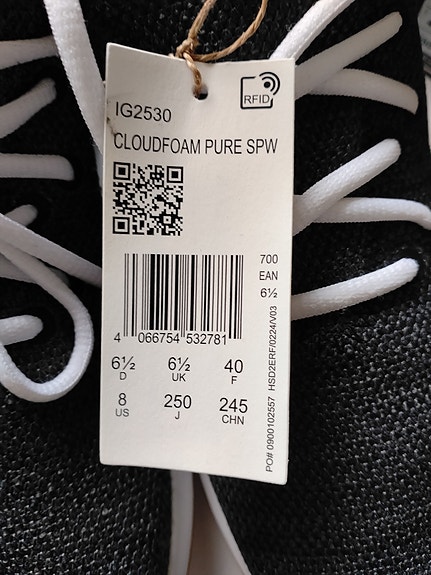 RFID
IG2530
CLOUDFOAM PURE SPW
700
EAN
6½
4 066754 532781
6½ 6½ 40
D UK F
8 250 245
US J CHN
PO# 0900102557 HSD2ERF/0224/V03